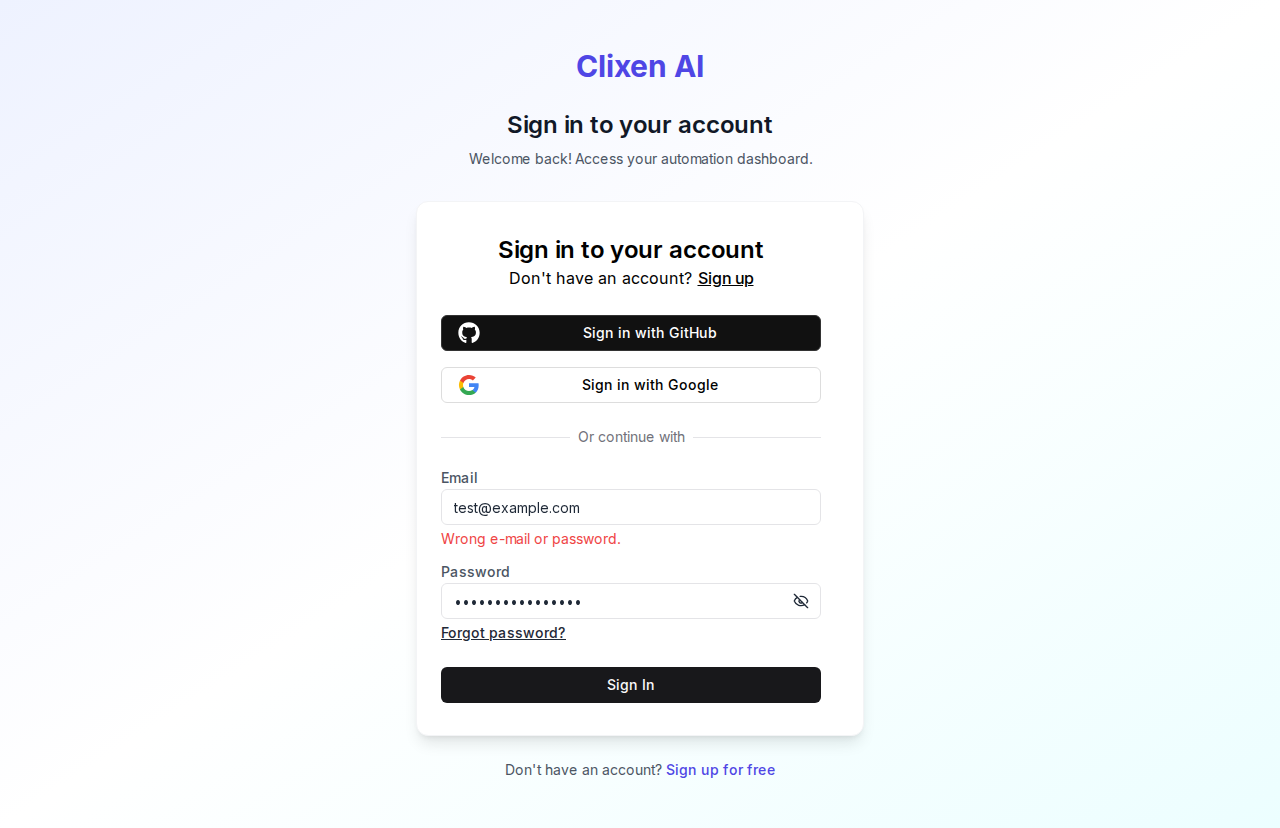 Clixen AI
Sign in to your account
Welcome back! Access your automation dashboard.
Sign in to your account
Don't have an account? Sign up
Sign in with GitHub
Sign in with Google
Or continue with
Email
test@example.com
Wrong e-mail or password.
Password
••••••••••••••••
Forgot password?
Sign In
Don't have an account? Sign up for free